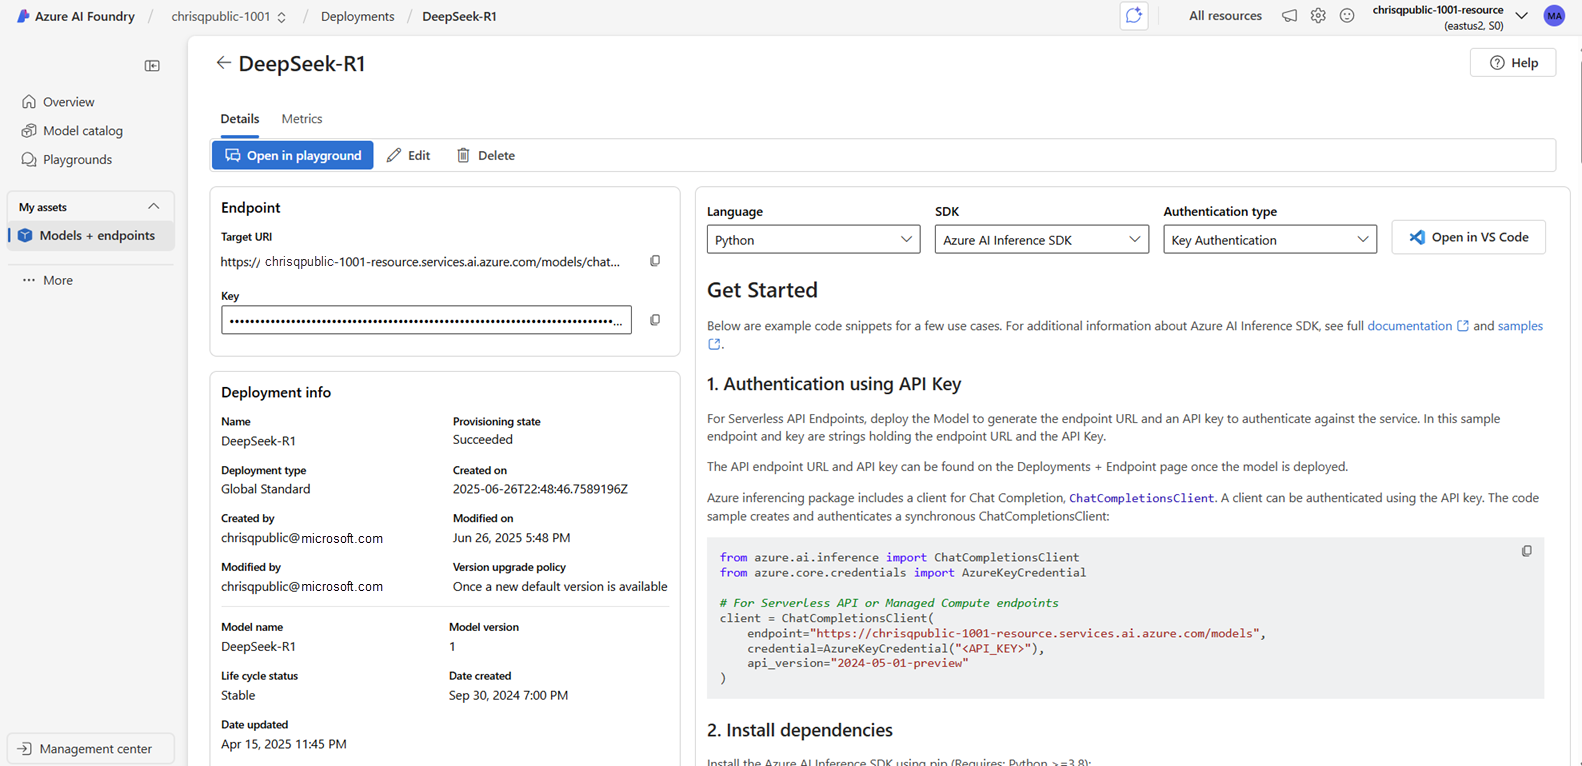 Azure AI Foundry / chrisqpublic-1001 / Deployments / DeepSeek-R1
All resources
chrisqpublic-1001-resource
(eastus2, S0)
MA
DeepSeek-R1
Help
Overview
Model catalog
Playgrounds
My assets
Models + endpoints
... More
Management center
Details Metrics
Open in playground Edit Delete
Endpoint
Target URI
https:// chrisqpublic-1001-resource.services.ai.azure.com/models/chat...
Key
••••••••••••••••••••••••••••••••••••••••••••••••••••••••••••••••••••••••••...
Deployment info
Name Provisioning state
DeepSeek-R1 Succeeded
Deployment type Created on
Global Standard 2025-06-26T22:48:46.7589196Z
Created by Modified on
chrisqpublic@microsoft.com Jun 26, 2025 5:48 PM
Modified by Version upgrade policy
chrisqpublic@microsoft.com Once a new default version is available
Model name Model version
DeepSeek-R1 1
Life cycle status Date created
Stable Sep 30, 2024 7:00 PM
Date updated
Apr 15, 2025 11:45 PM
Language SDK Authentication type
Python Azure AI Inference SDK Key Authentication Open in VS Code
Get Started
Below are example code snippets for a few use cases. For additional information about Azure AI Inference SDK, see full documentation and samples
.
1. Authentication using API Key
For Serverless API Endpoints, deploy the Model to generate the endpoint URL and an API key to authenticate against the service. In this sample
endpoint and key are strings holding the endpoint URL and the API Key.
The API endpoint URL and API key can be found on the Deployments + Endpoint page once the model is deployed.
Azure inferencing package includes a client for Chat Completion, ChatCompletionsClient. A client can be authenticated using the API key. The code
sample creates and authenticates a synchronous ChatCompletionsClient:
from azure.ai.inference import ChatCompletionsClient
from azure.core.credentials import AzureKeyCredential
# For Serverless API or Managed Compute endpoints
client = ChatCompletionsClient(
    endpoint="https://chrisqpublic-1001-resource.services.ai.azure.com/models",
    credential=AzureKeyCredential("<API_KEY>"),
    api_version="2024-05-01-preview"
)
2. Install dependencies
Install the Azure AI Inference SDK using pip (Requires: Python >=3.8):